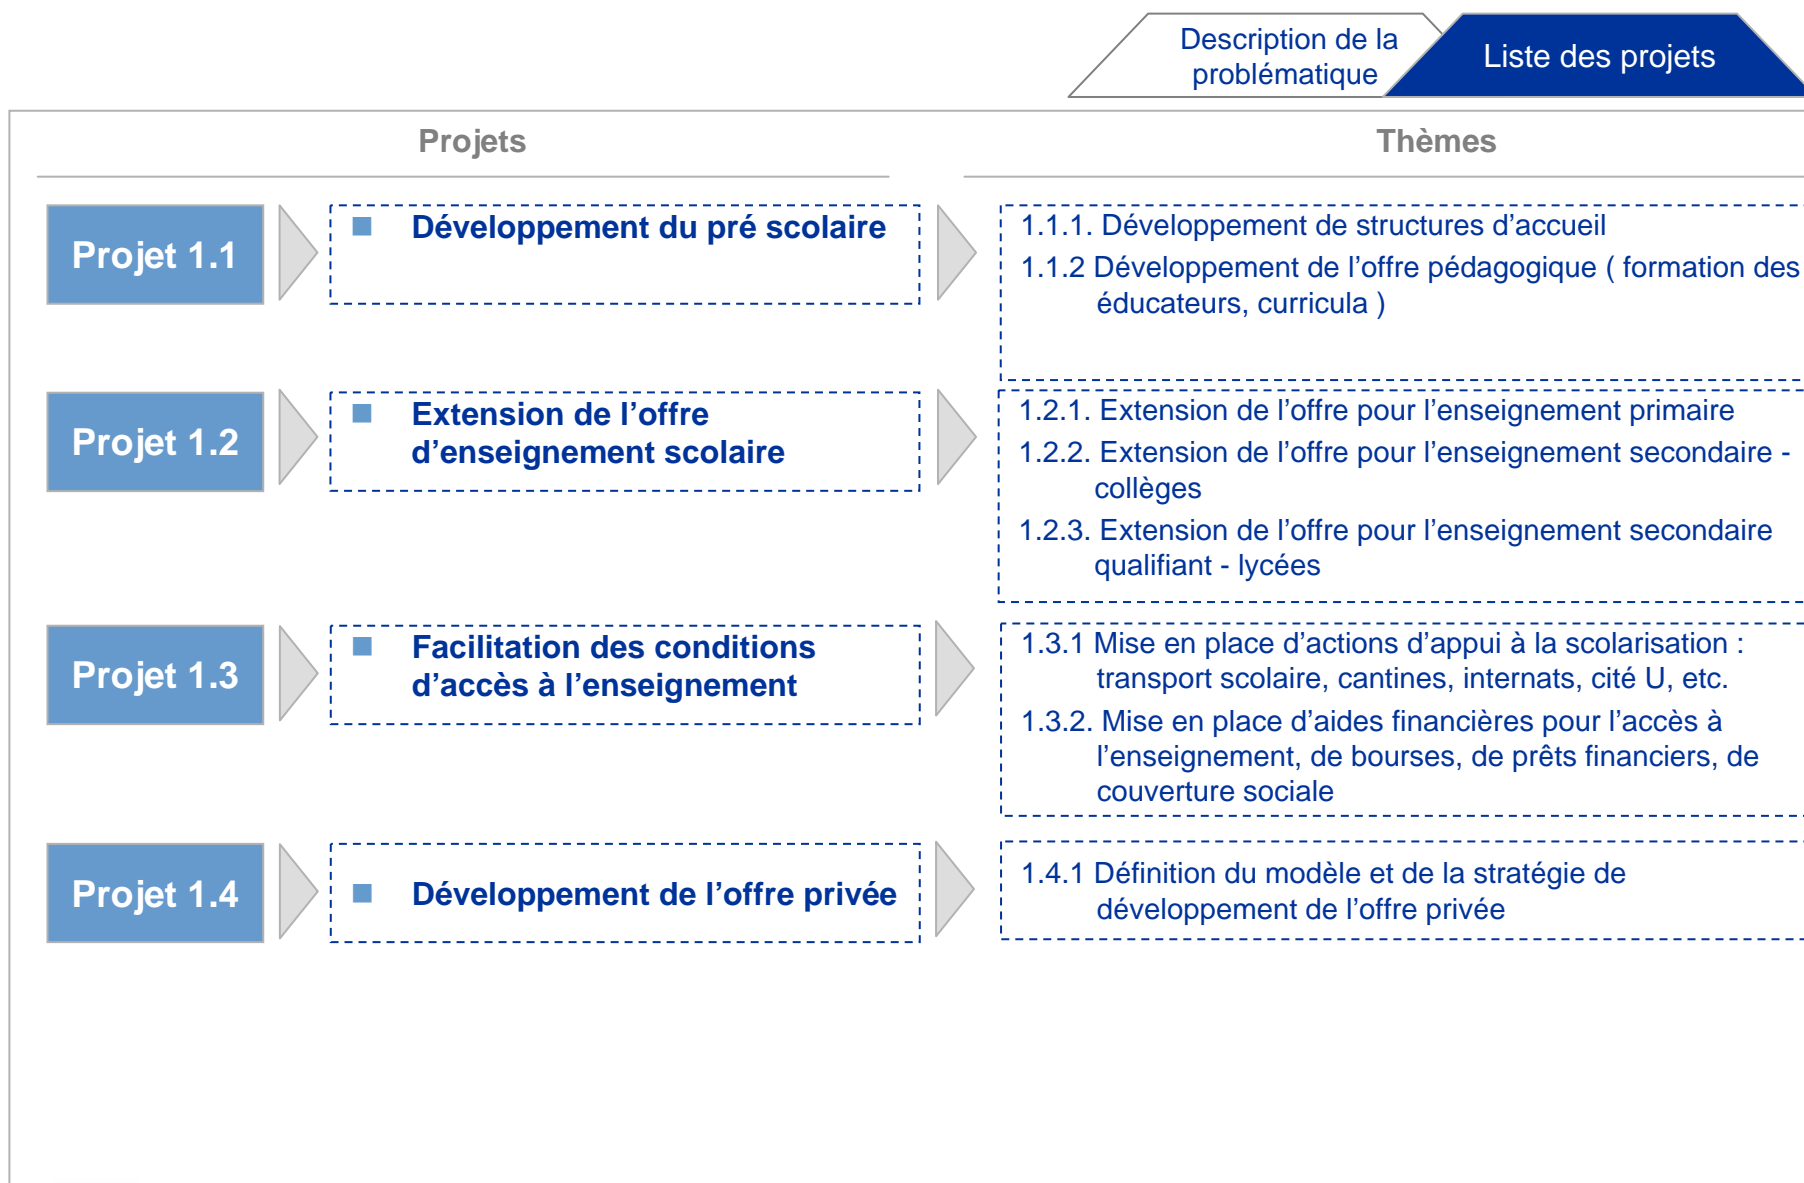 Description de la
problématique
Liste des projets
Projets
Thèmes
Projet 1.1
Développement du pré scolaire
1.1.1. Développement de structures d’accueil
1.1.2 Développement de l’offre pédagogique ( formation des
éducateurs, curricula )
Projet 1.2
Extension de l’offre
d’enseignement scolaire
1.2.1. Extension de l’offre pour l’enseignement primaire
1.2.2. Extension de l’offre pour l’enseignement secondaire -
collèges
1.2.3. Extension de l’offre pour l’enseignement secondaire
qualifiant - lycées
Projet 1.3
Facilitation des conditions
d’accès à l’enseignement
1.3.1 Mise en place d’actions d’appui à la scolarisation :
transport scolaire, cantines, internats, cité U, etc.
1.3.2. Mise en place d’aides financières pour l’accès à
l’enseignement, de bourses, de prêts financiers, de
couverture sociale
Projet 1.4
Développement de l’offre privée
1.4.1 Définition du modèle et de la stratégie de
développement de l’offre privée